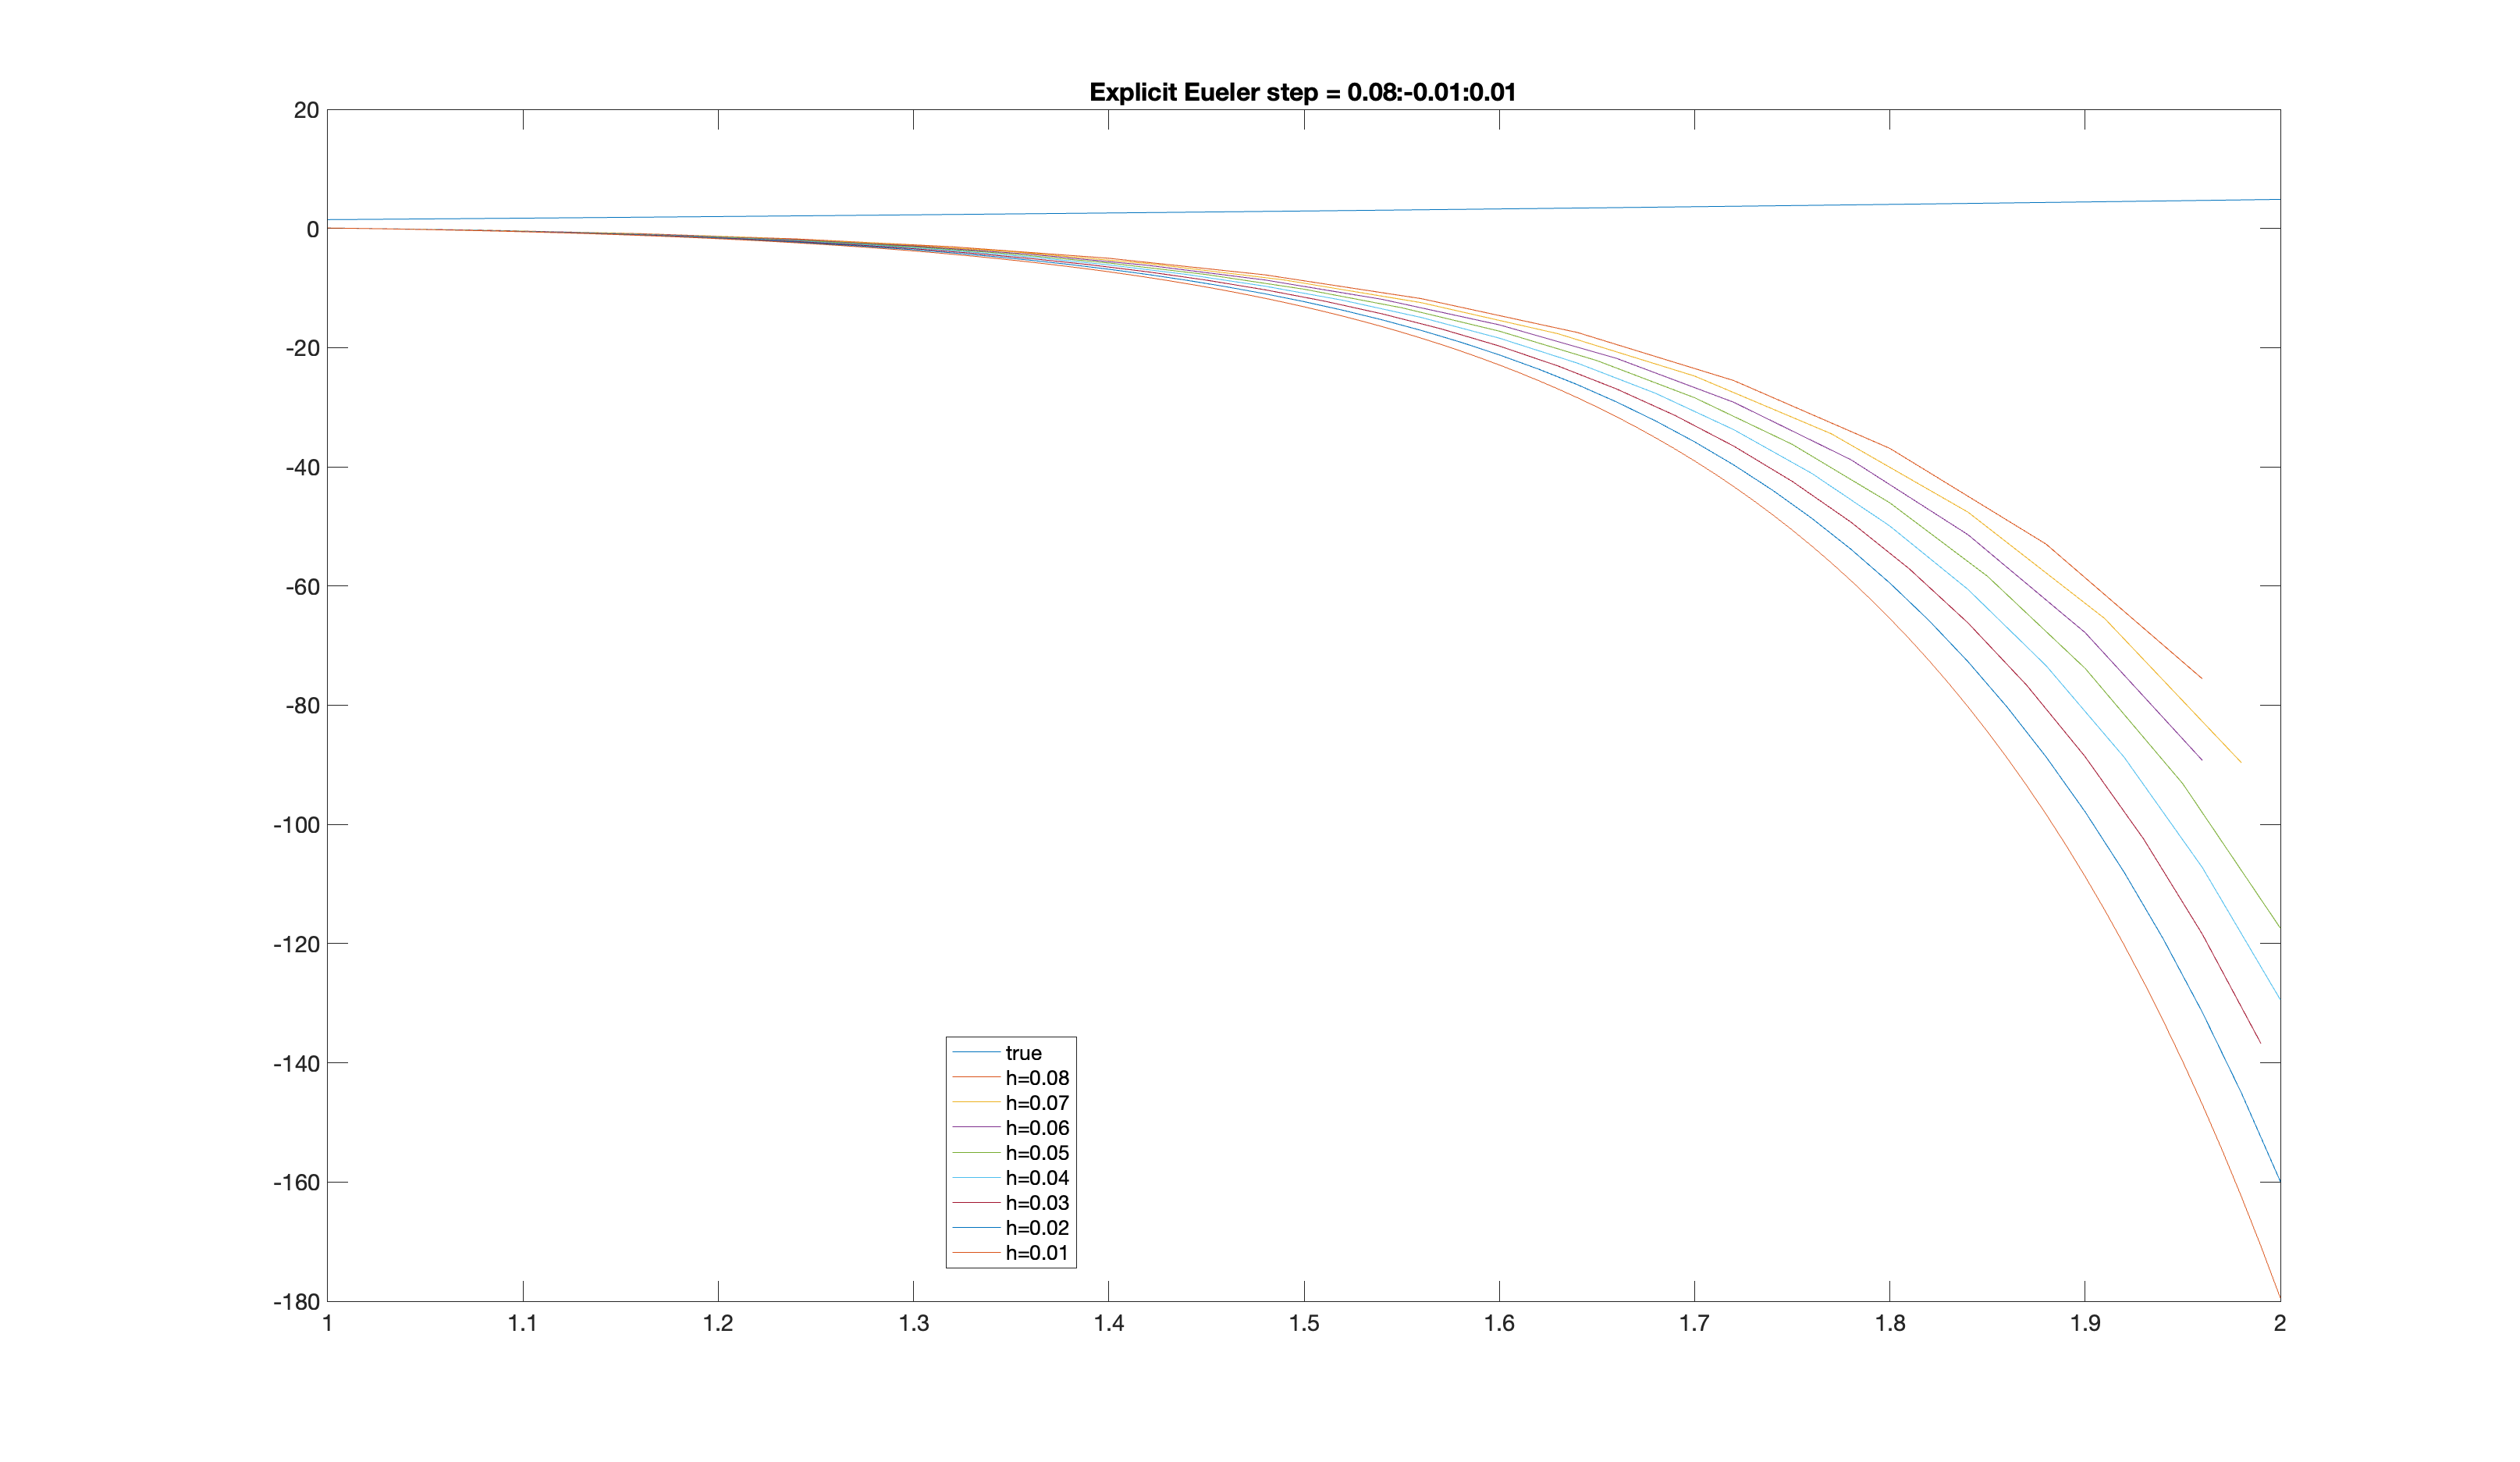 Explicit Eueler step = 0.08:-0.01:0.01
20
0
-20
-40
-60
-80
-100
-120
-140
-160
-180
true
h=0.08
h=0.07
h=0.06
h=0.05
h=0.04
h=0.03
h=0.02
h=0.01
1 1.1 1.2 1.3 1.4 1.5 1.6 1.7 1.8 1.9 2